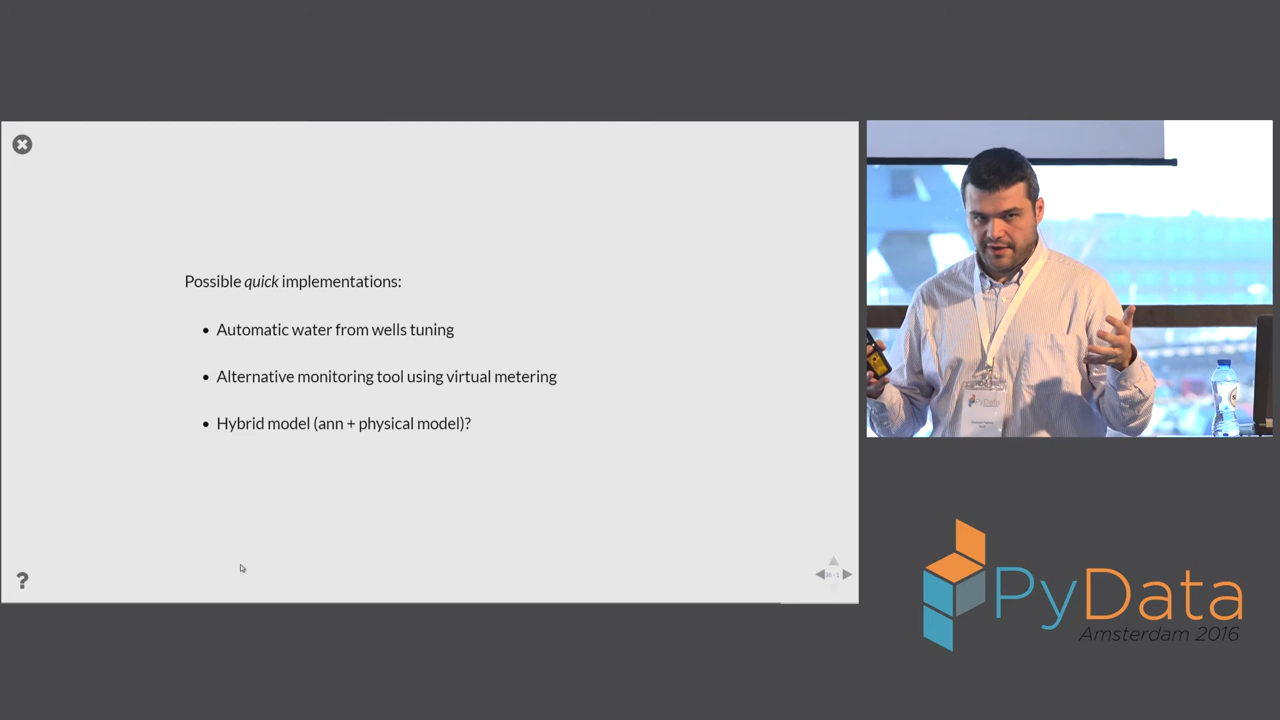 Possible quick implementations:
Automatic water from wells tuning
Alternative monitoring tool using virtual metering
Hybrid model (ann + physical model)?
?
PyData
PyData
Amsterdam 2016